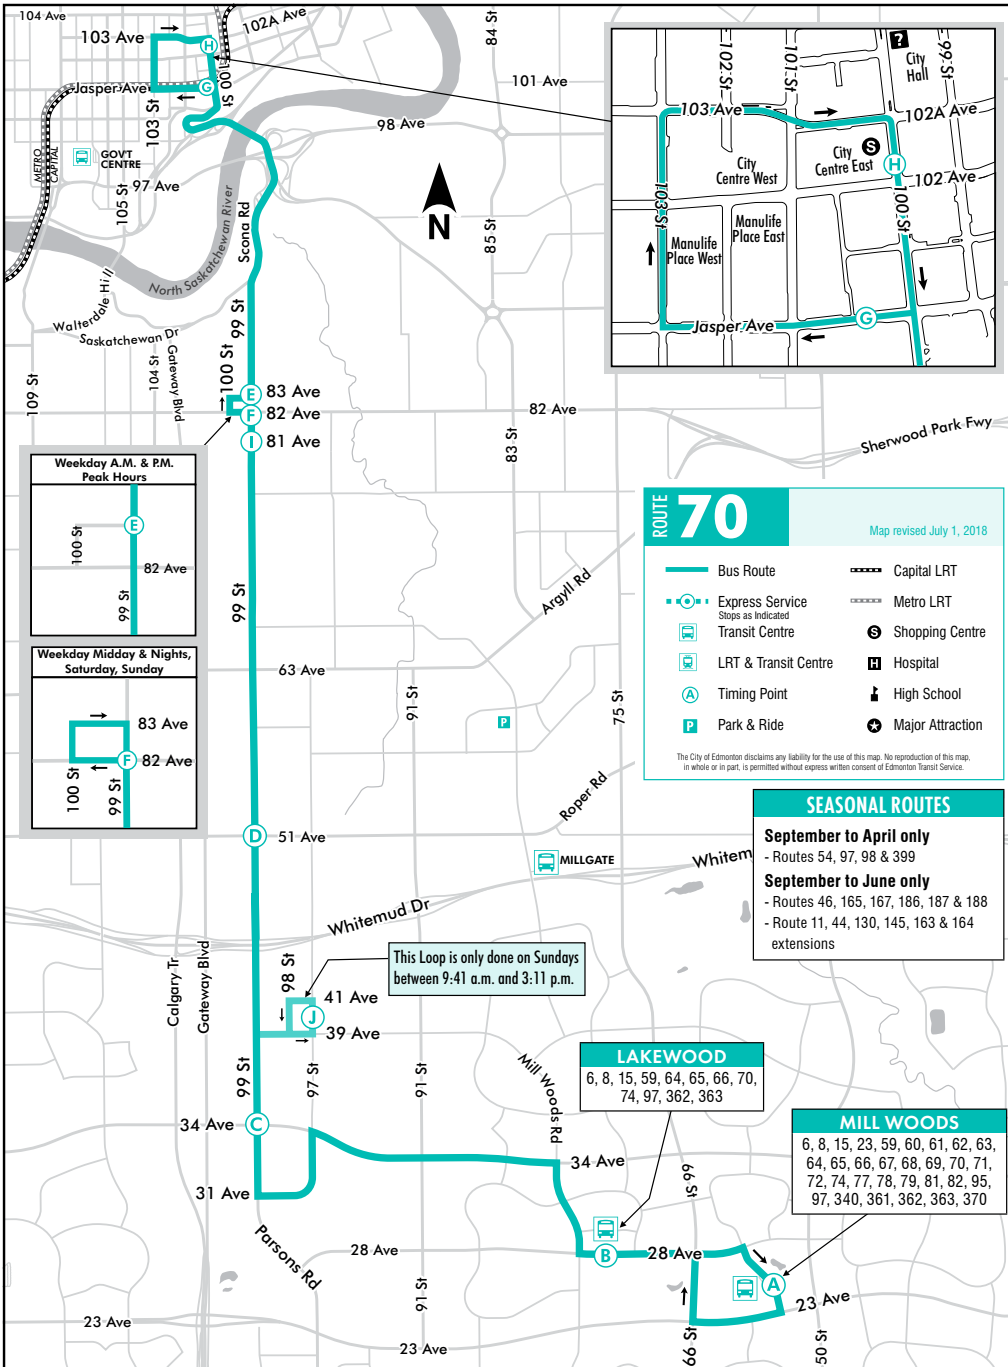 104 Ave
102A Ave
84 St
103 Ave
H
100 St
101 Ave
Jasper Ave
G
103 St
98 Ave
METRO
CAPITAL
GOV'T
CENTRE
97 Ave
105 St
North Saskatchewan River
Scona Rd
N
85 St
Walterdale Hill
Saskatchewan Dr
99 St
109 St
104 St
Gateway Blvd
100 St
E
83 Ave
F
82 Ave
I
81 Ave
82 Ave
83 St
Sherwood Park Fwy
?
City
Hall
99 St
102 St
101 St
103 Ave
102A Ave
City
Centre West
City
Centre East
S
H
102 Ave
103 St
100 St
Manulife
Place East
Manulife
Place West
Jasper Ave
G
Weekday A.M. & P.M.
Peak Hours
E
100 St
82 Ave
99 St
Weekday Midday & Nights,
Saturday, Sunday
83 Ave
F
82 Ave
100 St
99 St
99 St
Argyll Rd
63 Ave
91 St
P
75 St
Roper Rd
D
51 Ave
MILLGATE
Whitem
Whitemud Dr
ROUTE
70
Map revised July 1, 2018
Bus Route
Capital LRT
Express Service
Stops as Indicated
Metro LRT
Transit Centre
S
Shopping Centre
LRT & Transit Centre
H
Hospital
A
Timing Point
High School
P
Park & Ride
Major Attraction
The City of Edmonton disclaims any liability for the use of this map. No reproduction of this map,
in whole or in part, is permitted without express written consent of Edmonton Transit Service.
SEASONAL ROUTES
September to April only
- Routes 54, 97, 98 & 399
September to June only
- Routes 46, 165, 167, 186, 187 & 188
- Route 11, 44, 130, 145, 163 & 164
extensions
Calgary Tr
Gateway Blvd
98 St
This Loop is only done on Sundays
between 9:41 a.m. and 3:11 p.m.
41 Ave
J
39 Ave
99 St
97 St
91 St
Mill Woods Rd
LAKEWOOD
6, 8, 15, 59, 64, 65, 66, 70,
74, 97, 362, 363
MILL WOODS
6, 8, 15, 23, 59, 60, 61, 62, 63,
64, 65, 66, 67, 68, 69, 70, 71,
72, 74, 77, 78, 79, 81, 82, 95,
97, 340, 361, 362, 363, 370
34 Ave
C
34 Ave
66 St
31 Ave
Parsons Rd
28 Ave
B
28 Ave
A
91 St
23 Ave
23 Ave
23 Ave
66 St
50 St